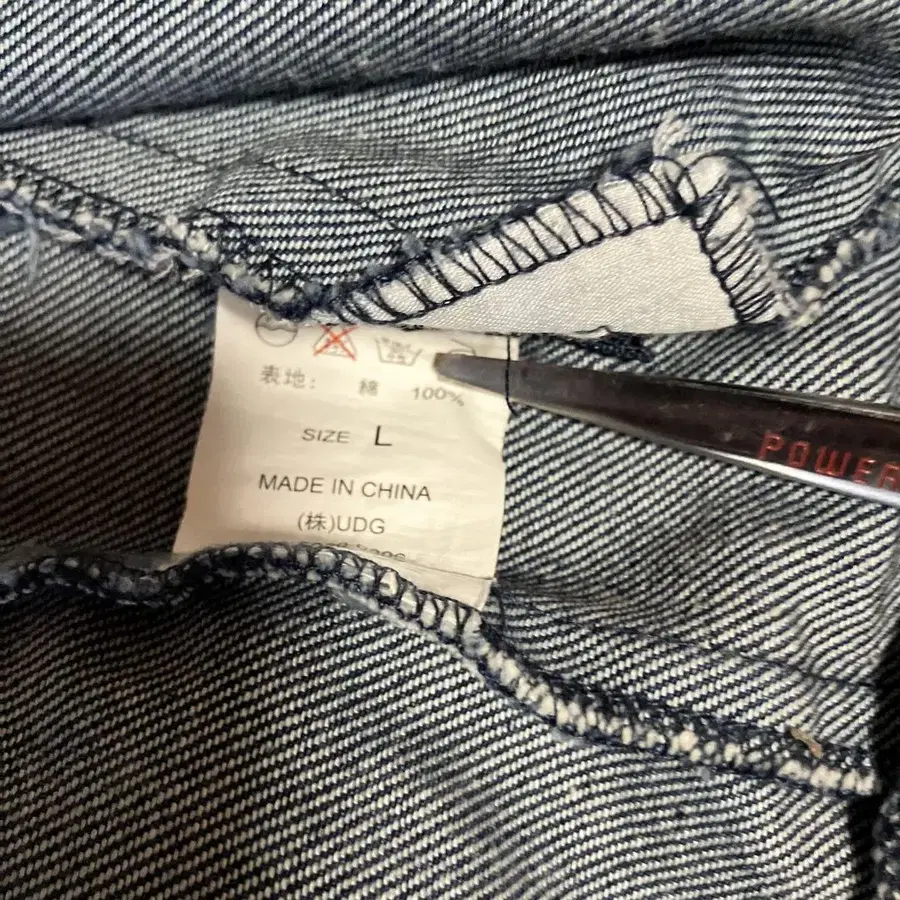 表地： 綿 100%
SIZE L
MADE IN CHINA
(株)UDG
POWER